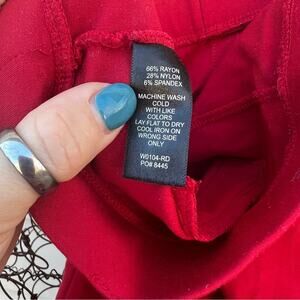 66% RAYON
28% NYLON
6% SPANDEX
MACHINE WASH
COLD
WITH LIKE
COLORS
LAY FLAT TO DRY
COOL IRON ON
WRONG SIDE
ONLY
W0104-RD
PO# 8445